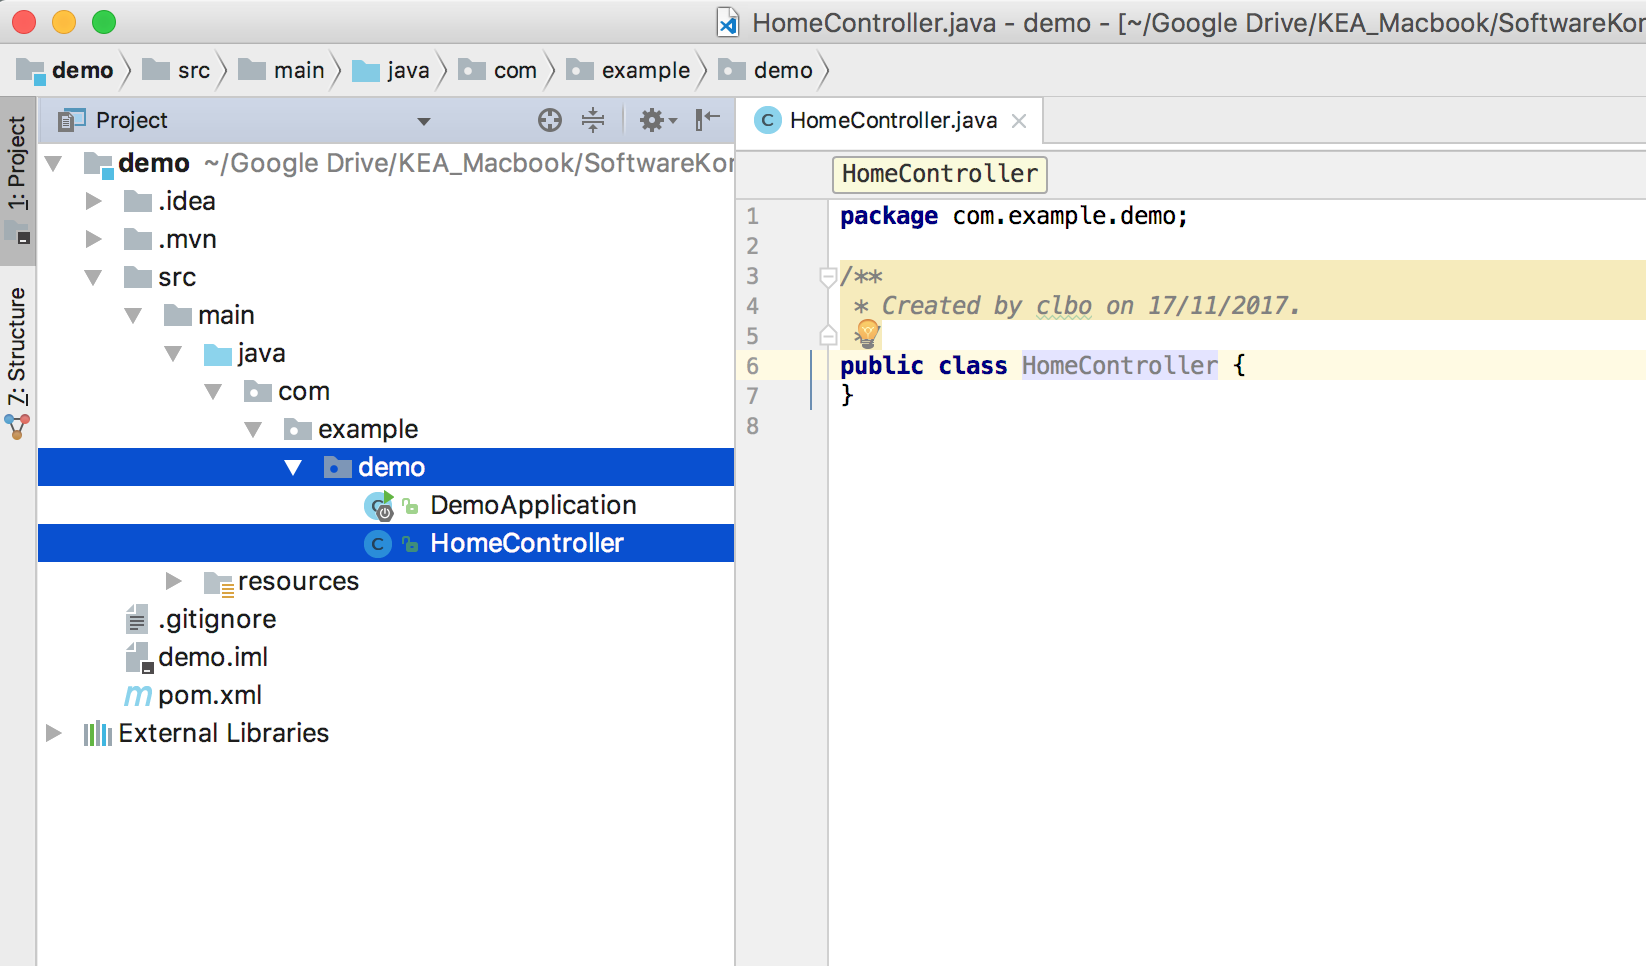 HomeController.java - demo - [~/Google Drive/KEA_Macbook/SoftwareKor
demo src main java com example demo
1: Project
7: Structure
Project
demo ~/Google Drive/KEA_Macbook/SoftwareKor
.idea
.mvn
src
main
java
com
example
demo
DemoApplication
HomeController
resources
.gitignore
demo.iml
pom.xml
External Libraries
HomeController.java
HomeController
1 package com.example.demo;
2
3 /**
4 * Created by clbo on 17/11/2017.
5 */
6 public class HomeController {
7 }
8